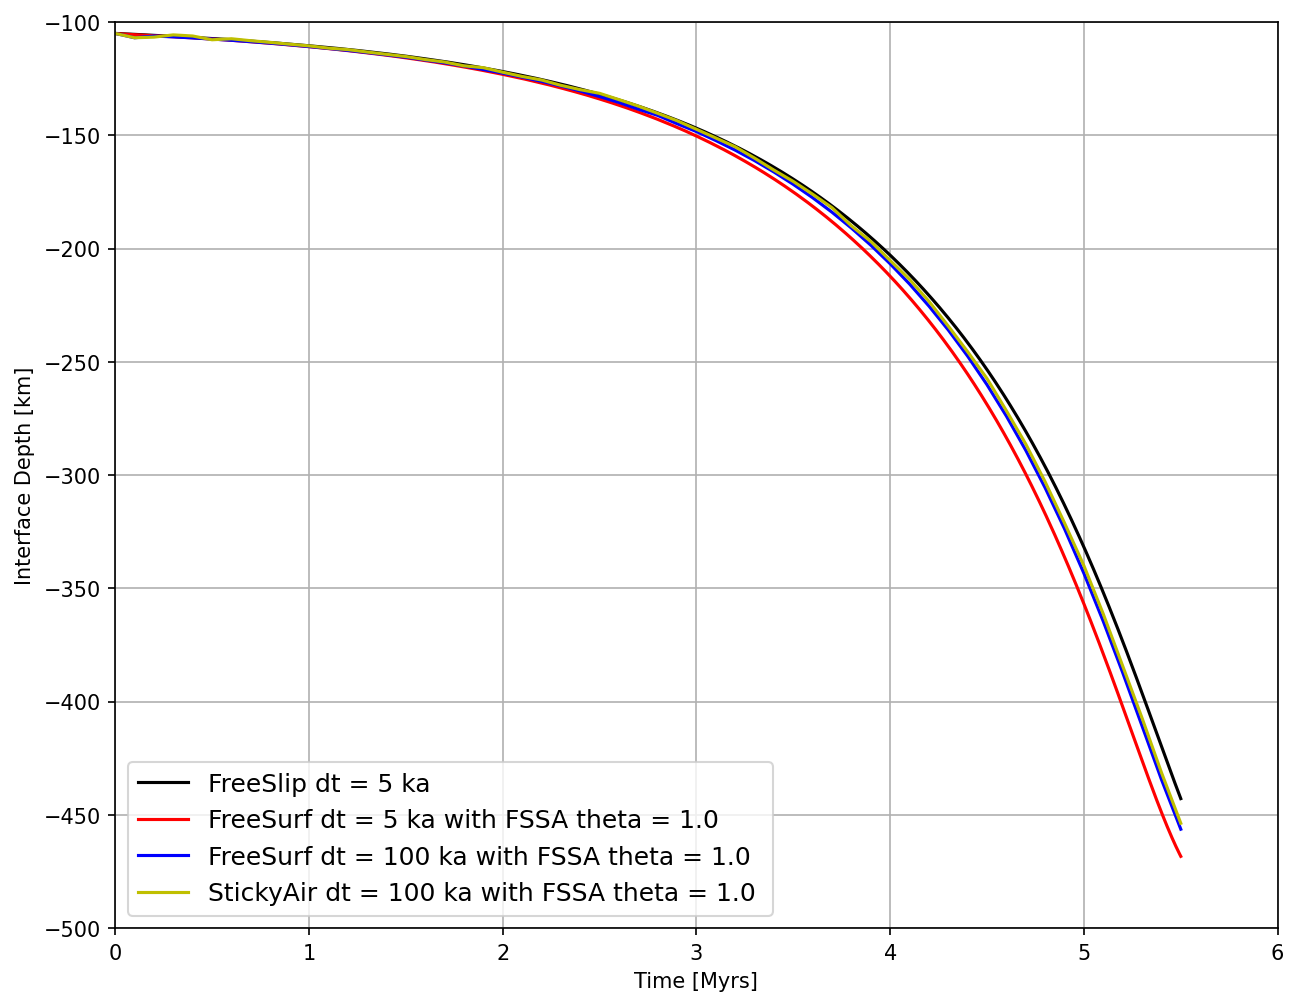 −100
−150
−200
−250
−300
−350
−400
−450
−500
Interface Depth [km]
FreeSlip dt = 5 ka
FreeSurf dt = 5 ka with FSSA theta = 1.0
FreeSurf dt = 100 ka with FSSA theta = 1.0
StickyAir dt = 100 ka with FSSA theta = 1.0
0 1 2 3 4 5 6
Time [Myrs]